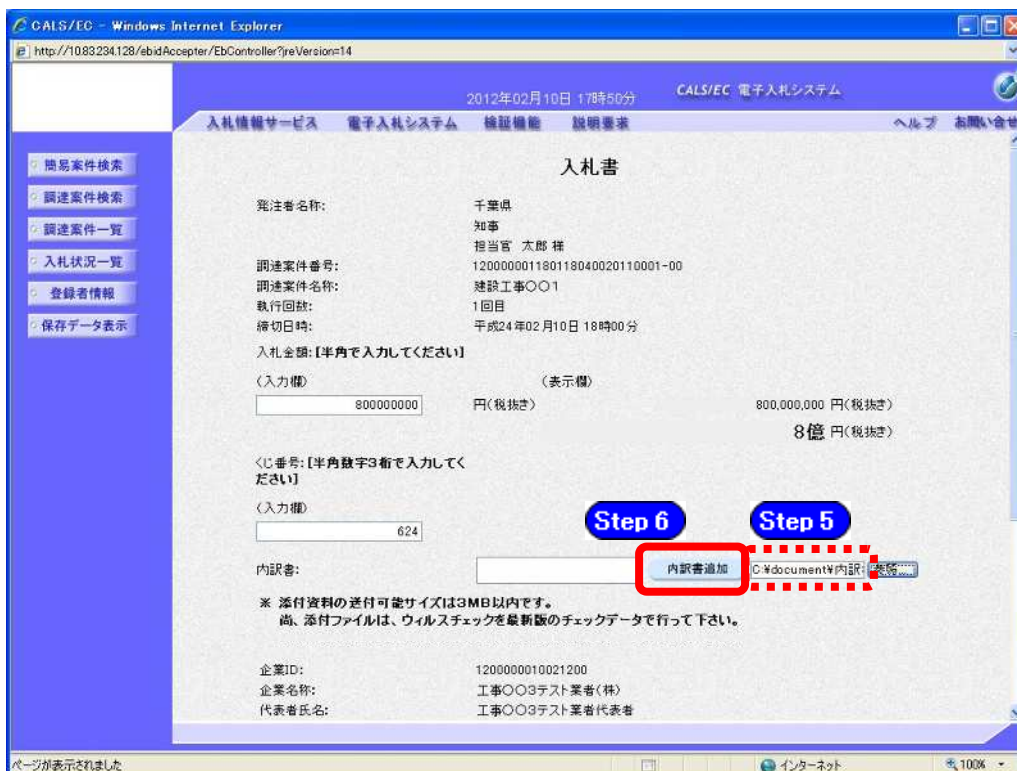 CALS/EC - Windows Internet Explorer
http://10.83.234.128/ebidAccepter/EbController?jreVersion=14
2012年02月10日 17時50分
CALS/EC 電子入札システム
入札情報サービス 電子入札システム 検証機能 説明要求 ヘルプ お問い合せ
簡易案件検索
調達案件検索
調達案件一覧
入札状況一覧
登録者情報
保存データ表示
入札書
発注者名称: 千葉県
知事
担当官 太郎 様
調達案件番号: 1200000011801180400201​10001-00
調達案件名称: 建設工事〇〇1
執行回数: 1回目
締切日時: 平成24年02月10日 18時00分
入札金額:[半角で入力してください]
(入力欄) (表示欄)
800000000 円(税抜き) 800,000,000 円(税抜き)
8億 円(税抜き)
くじ番号:[半角数字3桁で入力してく
ださい]
(入力欄)
624
Step 6 Step 5
内訳書: 内訳書追加 C:¥document¥内訳
※ 添付資料の送付可能サイズは3MB以内です。
尚、添付ファイルは、ウィルスチェックを最新版のチェックデータで行って下さい。
企業ID: 1200000010021200
企業名称: 工事〇〇3テスト業者(株)
代表者氏名: 工事〇〇3テスト業者代表者
ページが表示されました インターネット 100%